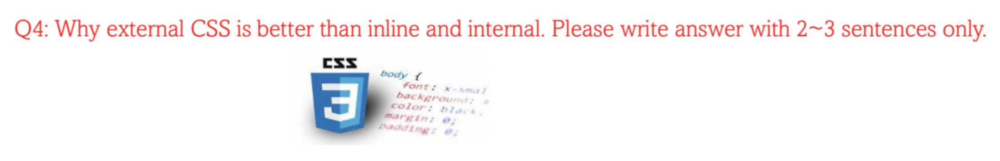 Q4: Why external CSS is better than inline and internal. Please write answer with 2~3 sentences only.
CSS
3
body {
font: x-smal
background:
color: black;
margin: 0;
padding: 0;